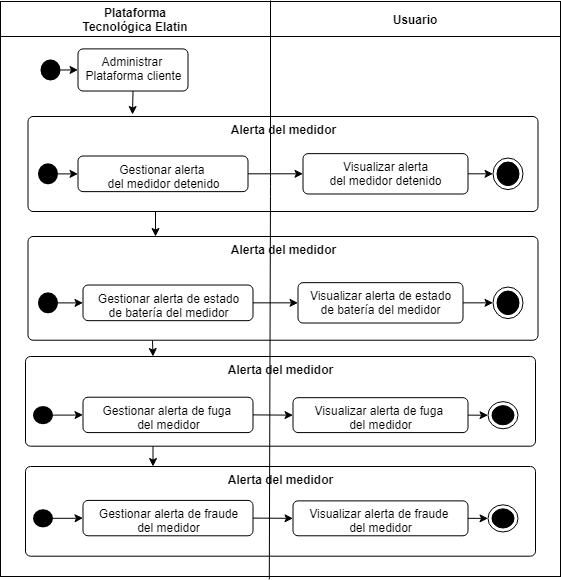 Plataforma
Tecnológica Elatin
Usuario
Administrar
Plataforma cliente
Alerta del medidor
Gestionar alerta
del medidor detenido
Visualizar alerta
del medidor detenido
Alerta del medidor
Gestionar alerta de estado
de batería del medidor
Visualizar alerta de estado
de batería del medidor
Alerta del medidor
Gestionar alerta de fuga
del medidor
Visualizar alerta de fuga
del medidor
Alerta del medidor
Gestionar alerta de fraude
del medidor
Visualizar alerta de fraude
del medidor